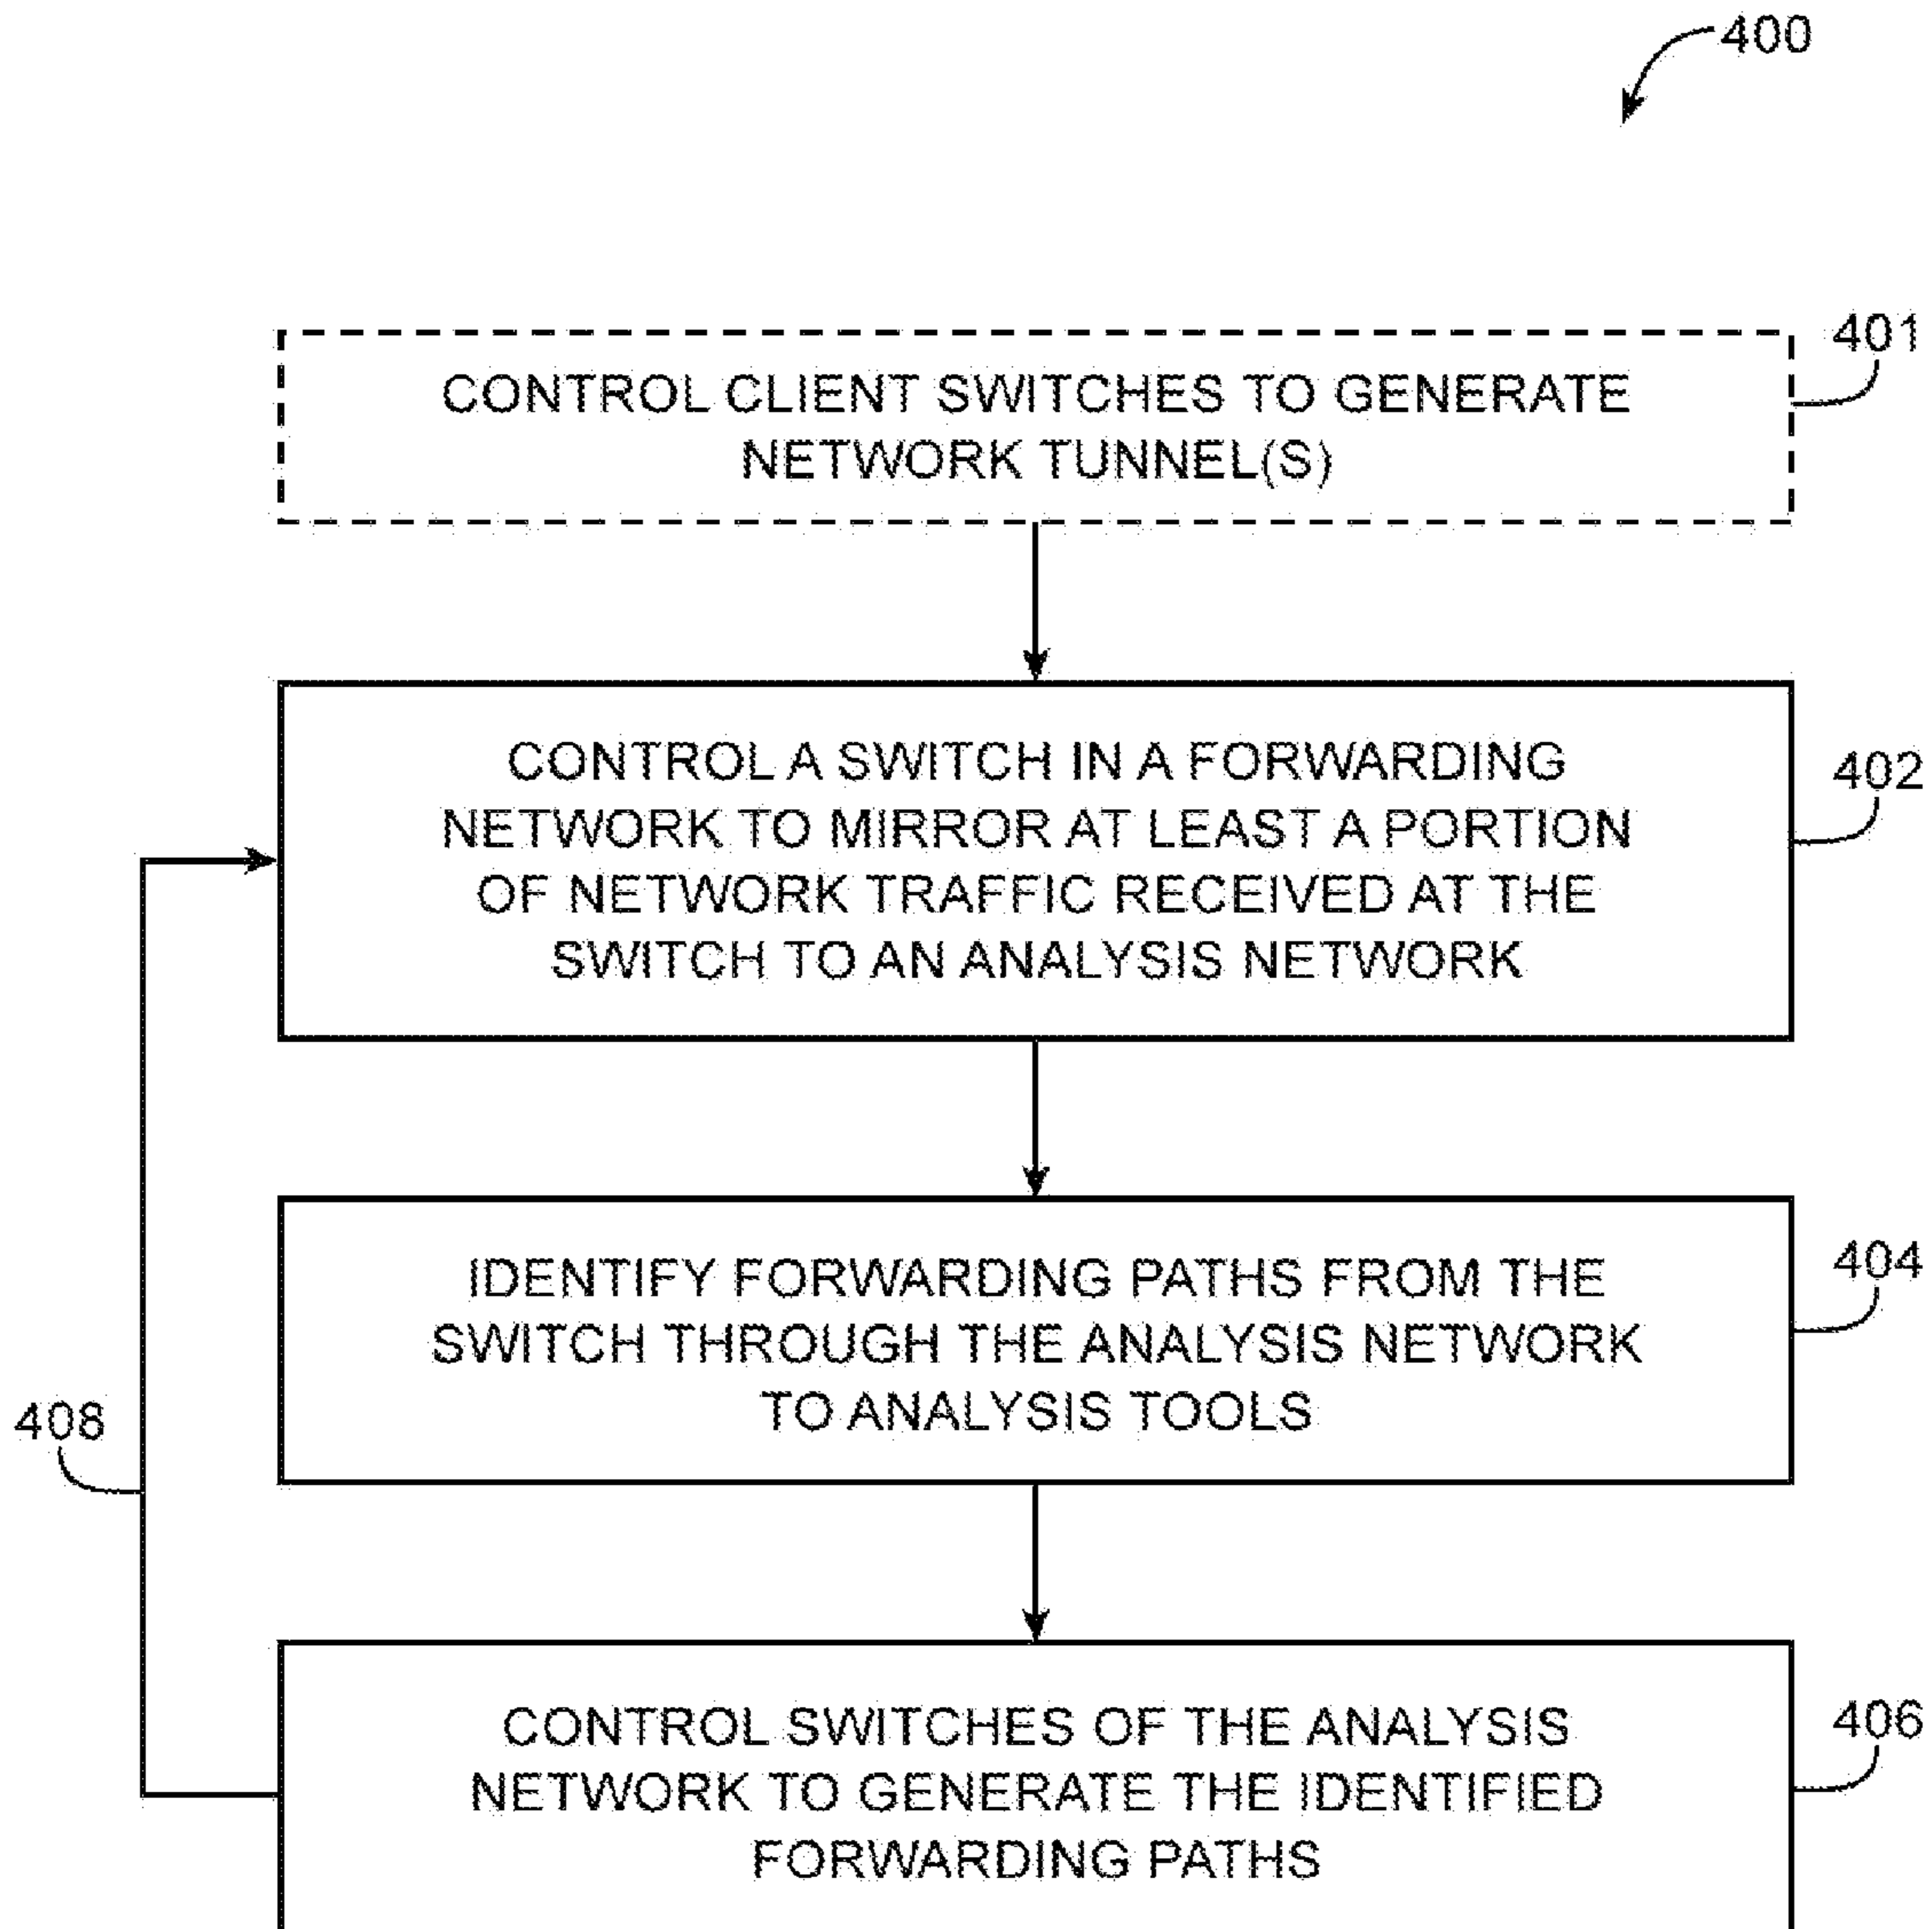 400
401
CONTROL CLIENT SWITCHES TO GENERATE
NETWORK TUNNEL(S)
402
CONTROL A SWITCH IN A FORWARDING
NETWORK TO MIRROR AT LEAST A PORTION
OF NETWORK TRAFFIC RECEIVED AT THE
SWITCH TO AN ANALYSIS NETWORK
404
IDENTIFY FORWARDING PATHS FROM THE
SWITCH THROUGH THE ANALYSIS NETWORK
TO ANALYSIS TOOLS
408
406
CONTROL SWITCHES OF THE ANALYSIS
NETWORK TO GENERATE THE IDENTIFIED
FORWARDING PATHS